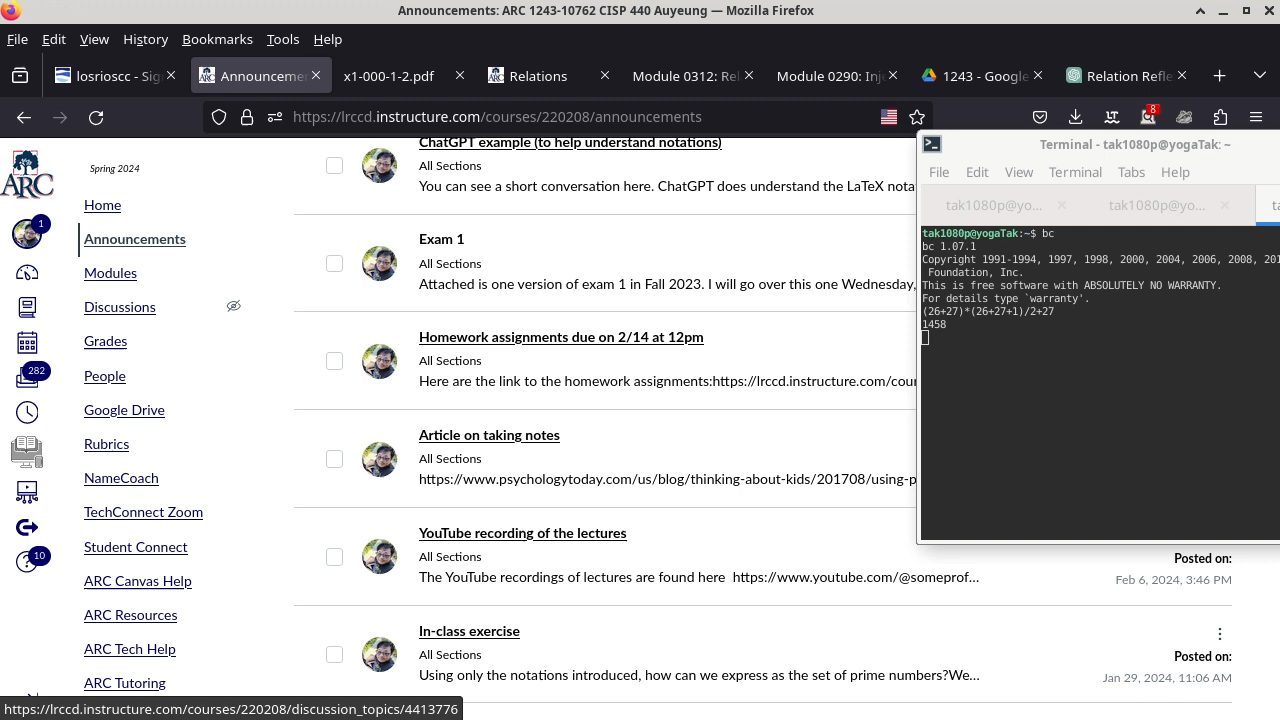 Announcements: ARC 1243-10762 CISP 440 Auyeung — Mozilla Firefox
File Edit View History Bookmarks Tools Help
losrioscc - Sig
Announceme
x1-000-1-2.pdf
Relations
Module 0312: Rel
Module 0290: Inj
1243 - Google
Relation Refle
https://lrccd.instructure.com/courses/220208/announcements
8
ARC
Spring 2024
Home
Announcements
Modules
Discussions
Grades
People
Google Drive
Rubrics
NameCoach
TechConnect Zoom
Student Connect
ARC Canvas Help
ARC Resources
ARC Tech Help
ARC Tutoring
1
282
10
ChatGPT example (to help understand notations)
All Sections
You can see a short conversation here. ChatGPT does understand the LaTeX nota
Exam 1
All Sections
Attached is one version of exam 1 in Fall 2023. I will go over this one Wednesday,
Homework assignments due on 2/14 at 12pm
All Sections
Here are the link to the homework assignments:https://lrccd.instructure.com/cour
Article on taking notes
All Sections
https://www.psychologytoday.com/us/blog/thinking-about-kids/201708/using-p
YouTube recording of the lectures
All Sections
The YouTube recordings of lectures are found here  https://www.youtube.com/@someprof...
Posted on:
Feb 6, 2024, 3:46 PM
In-class exercise
All Sections
Using only the notations introduced, how can we express as the set of prime numbers?We...
Posted on:
Jan 29, 2024, 11:06 AM
Terminal - tak1080p@yogaTak: ~
File Edit View Terminal Tabs Help
tak1080p@yo...
tak1080p@yo...
ta
tak1080p@yogaTak:~$ bc
bc 1.07.1
Copyright 1991-1994, 1997, 1998, 2000, 2004, 2006, 2008, 201
Foundation, Inc.
This is free software with ABSOLUTELY NO WARRANTY.
For details type `warranty'.
(26+27)*(26+27+1)/2+27
1458
https://lrccd.instructure.com/courses/220208/discussion_topics/4413776